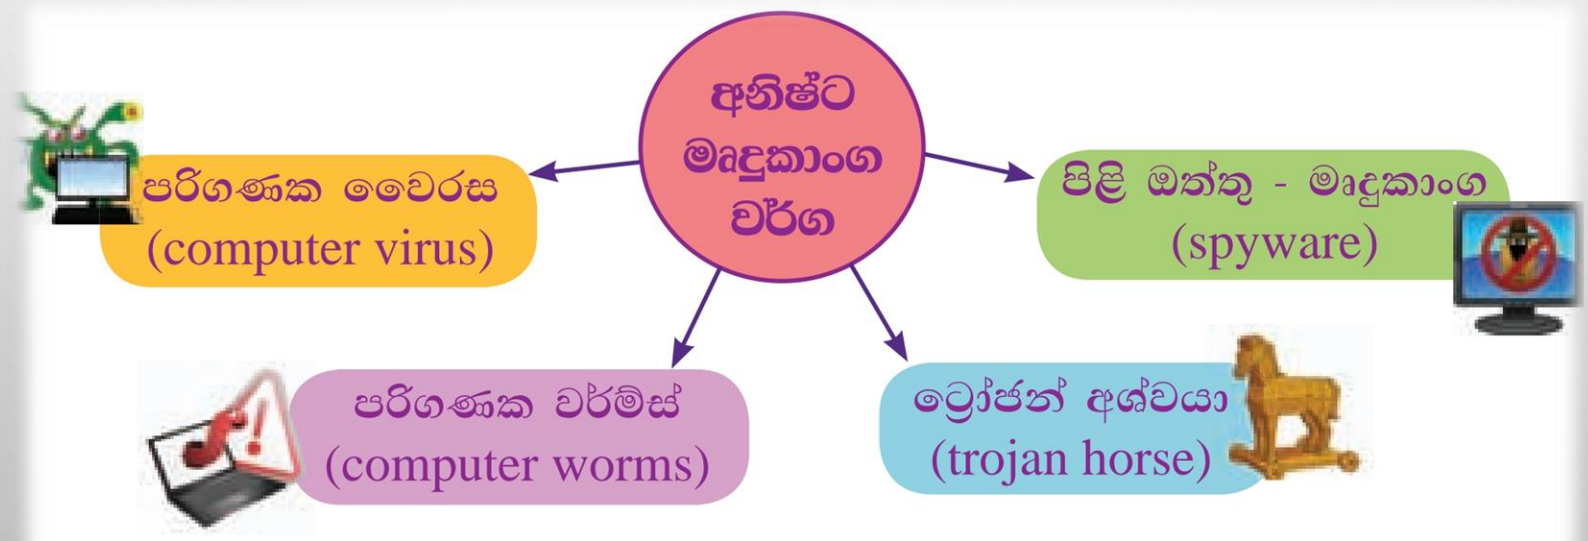 අනිෂ්ට
මෘදුකාංග
වර්ග
පරිගණක වෛරස
(computer virus)
පිළි ඔත්තු - මෘදුකාංග
(spyware)
පරිගණක වර්ම්ස්
(computer worms)
ට්‍රෝජන් අශ්වයා
(trojan horse)